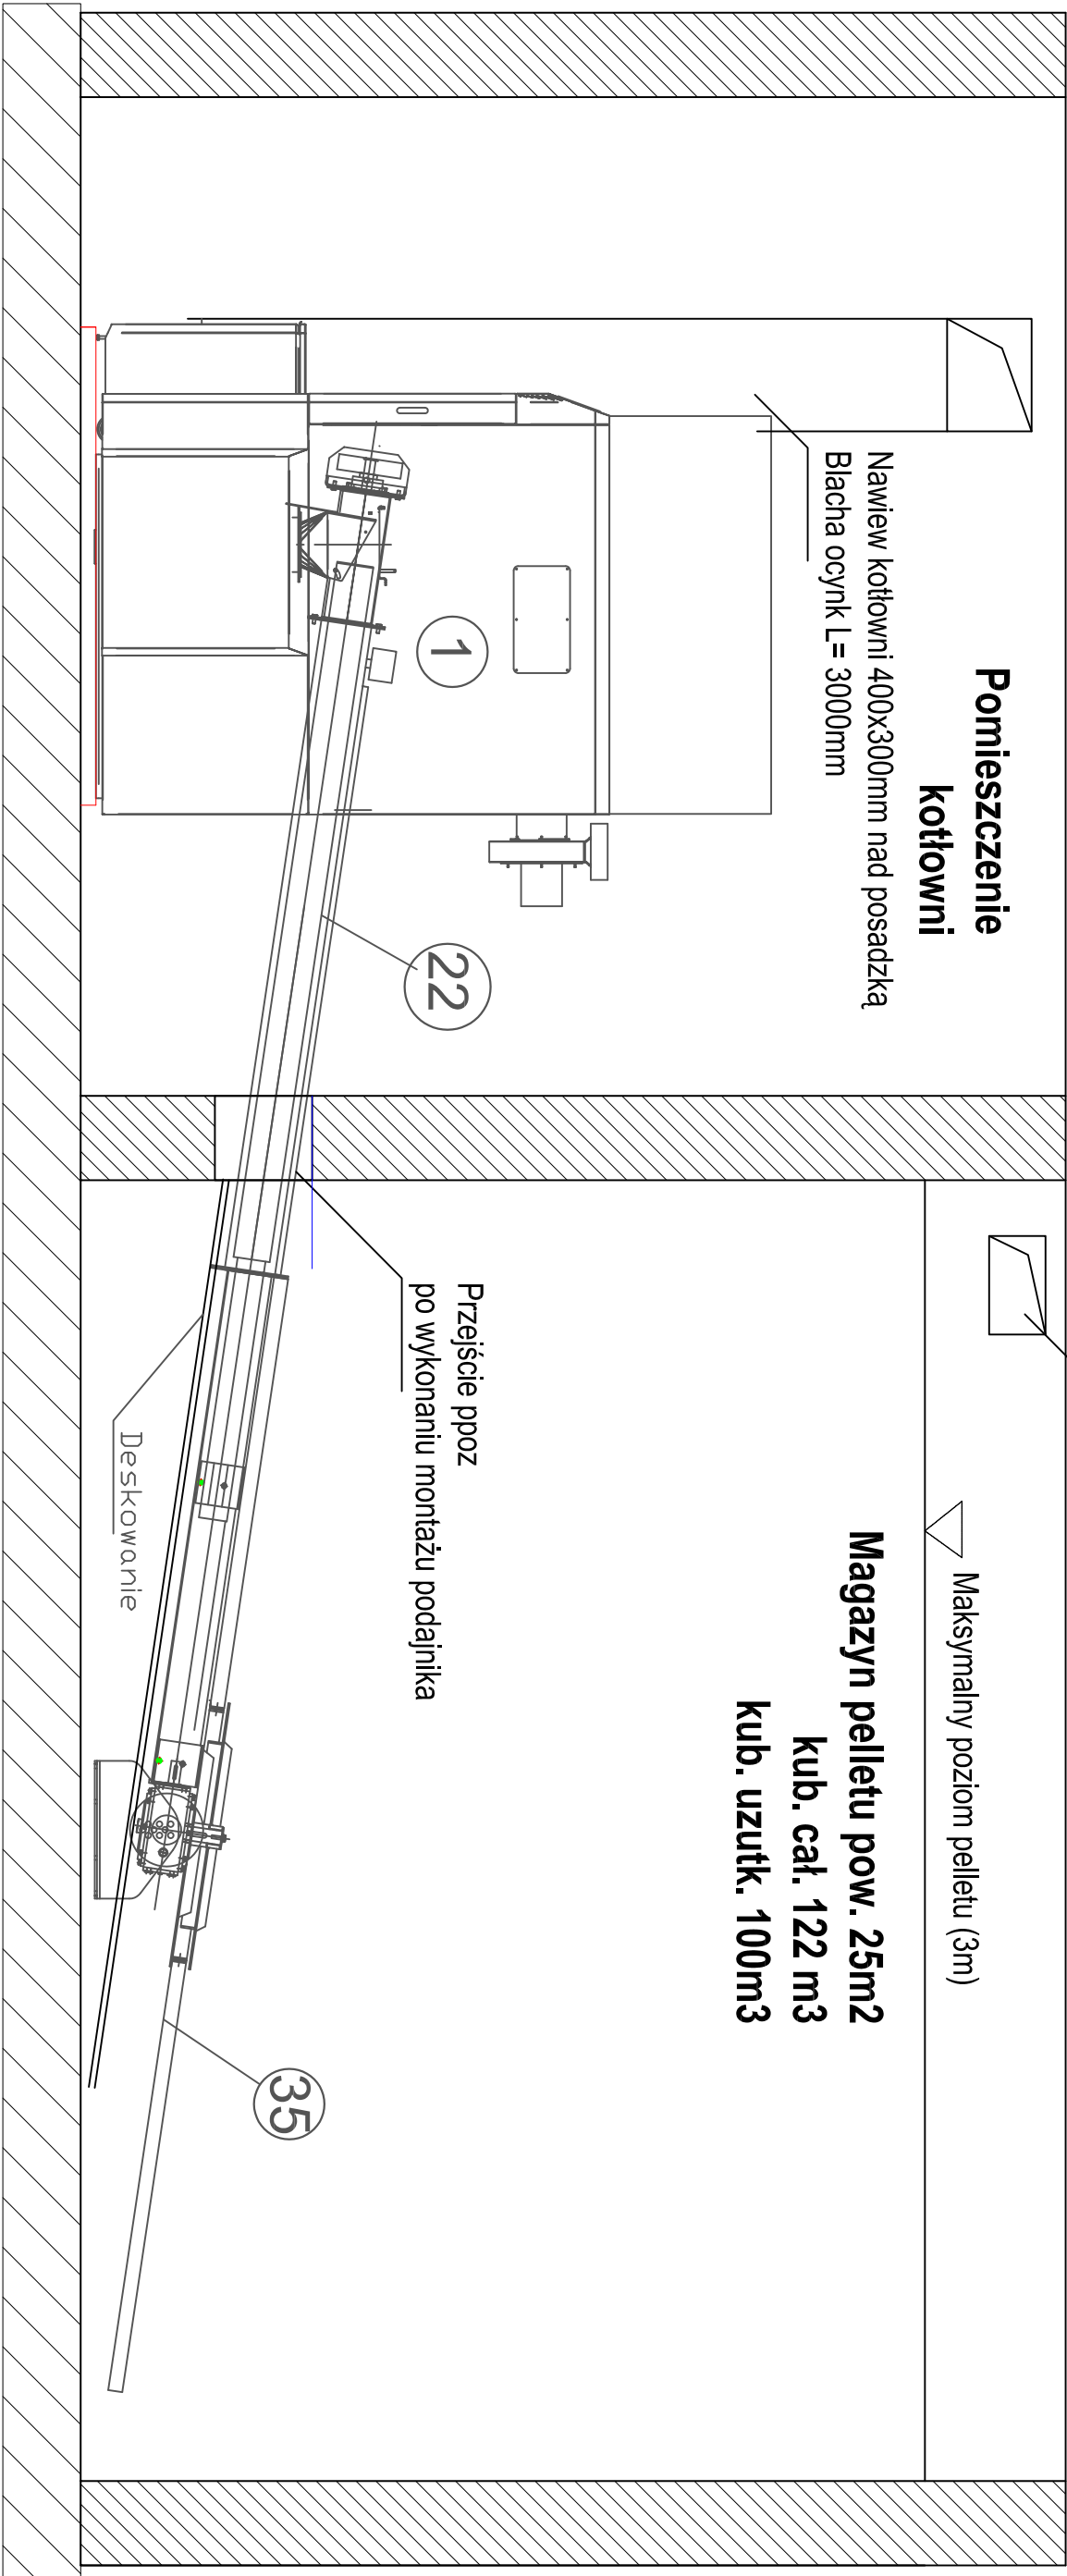 Pomieszczenie
kotłowni
Nawiew kotłowni 400x300mm nad posadzką
Blacha ocynk L= 3000mm
1
22
Maksymalny poziom pelletu (3m)
Magazyn pelletu pow. 25m2
kub. cał. 122 m3
kub. uzutk. 100m3
Przejście ppoz
po wykonaniu montażu podajnika
Deskowanie
35